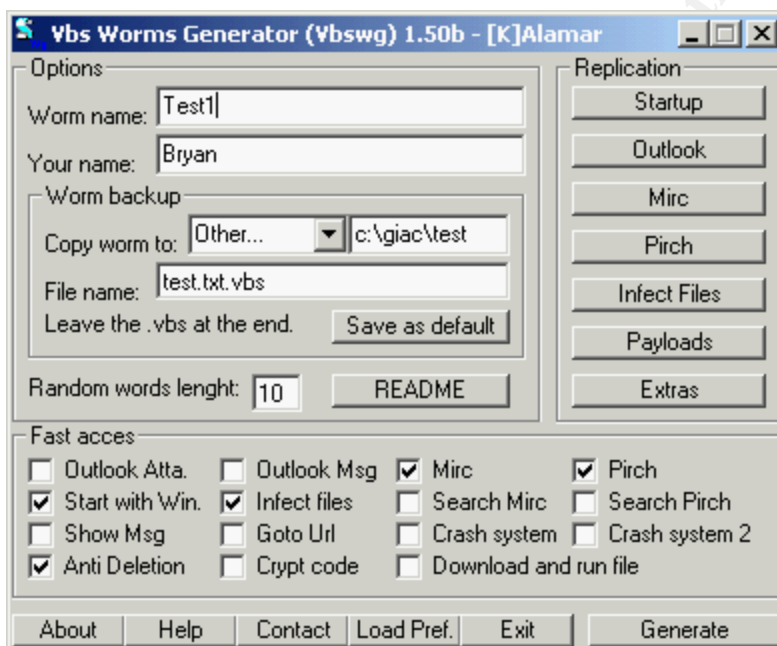 Vbs Worms Generator (Vbswg) 1.50b - [K]Alamar
Options
Worm name: Test1
Your name: Bryan
Worm backup
Copy worm to: Other... c:\giac\test
File name: test.txt.vbs
Leave the .vbs at the end. Save as default
Random words lenght: 10 README
Replication
Startup
Outlook
Mirc
Pirch
Infect Files
Payloads
Extras
Fast acces
Outlook Atta. Outlook Msg Mirc Pirch
Start with Win. Infect files Search Mirc Search Pirch
Show Msg Goto Url Crash system Crash system 2
Anti Deletion Crypt code Download and run file
About Help Contact Load Pref. Exit Generate